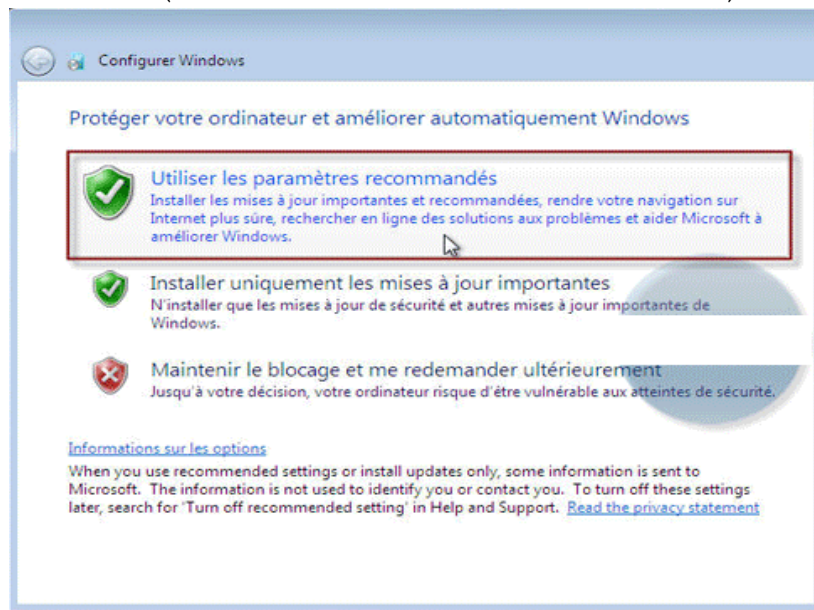 Configurer Windows
Protéger votre ordinateur et améliorer automatiquement Windows
Utiliser les paramètres recommandés
Installer les mises à jour importantes et recommandées, rendre votre navigation sur
Internet plus sûre, rechercher en ligne des solutions aux problèmes et aider Microsoft à
améliorer Windows.
Installer uniquement les mises à jour importantes
N'installer que les mises à jour de sécurité et autres mises à jour importantes de
Windows.
Maintenir le blocage et me redemander ultérieurement
Jusqu'à votre décision, votre ordinateur risque d'être vulnérable aux atteintes de sécurité.
Informations sur les options
When you use recommended settings or install updates only, some information is sent to
Microsoft. The information is not used to identify you or contact you. To turn off these settings
later, search for 'Turn off recommended setting' in Help and Support. Read the privacy statement